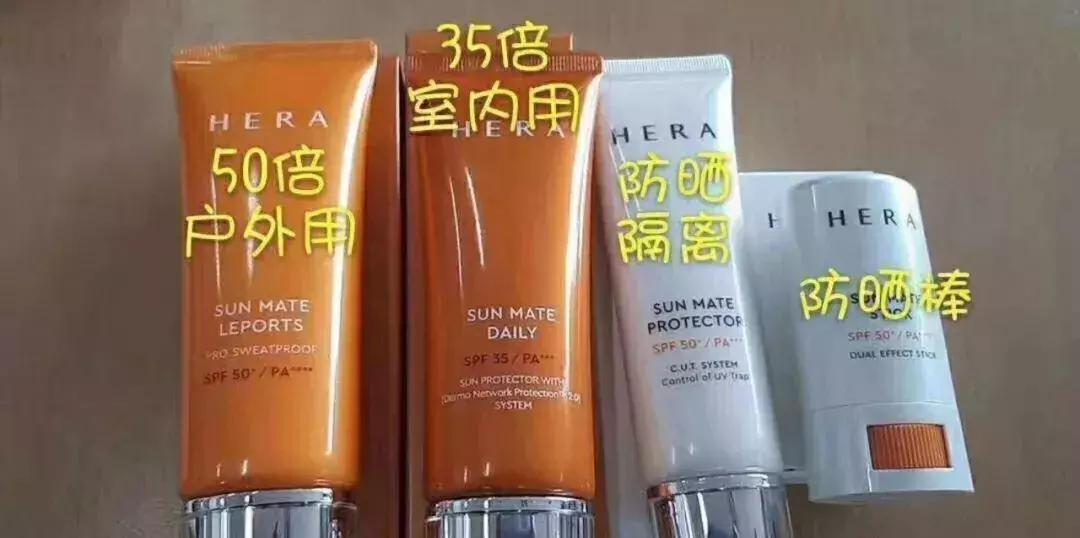 HERA
50倍
户外用
SUN MATE
LEPORTS
PRO SWEATPROOF
SPF 50⁺ / PA⁺⁺⁺⁺
35倍
室内用
HERA
SUN MATE
DAILY
SPF 35 / PA⁺⁺⁺
SUN PROTECTOR WITH
SYSTEM
HERA
防晒
隔离
SUN MATE
PROTECTOR
SPF 50⁺ / PA
C.U.T. SYSTEM
Control of UV Trap
H
HERA
防晒棒
SPF 50⁺ / PA
DUAL EFFECT STICK